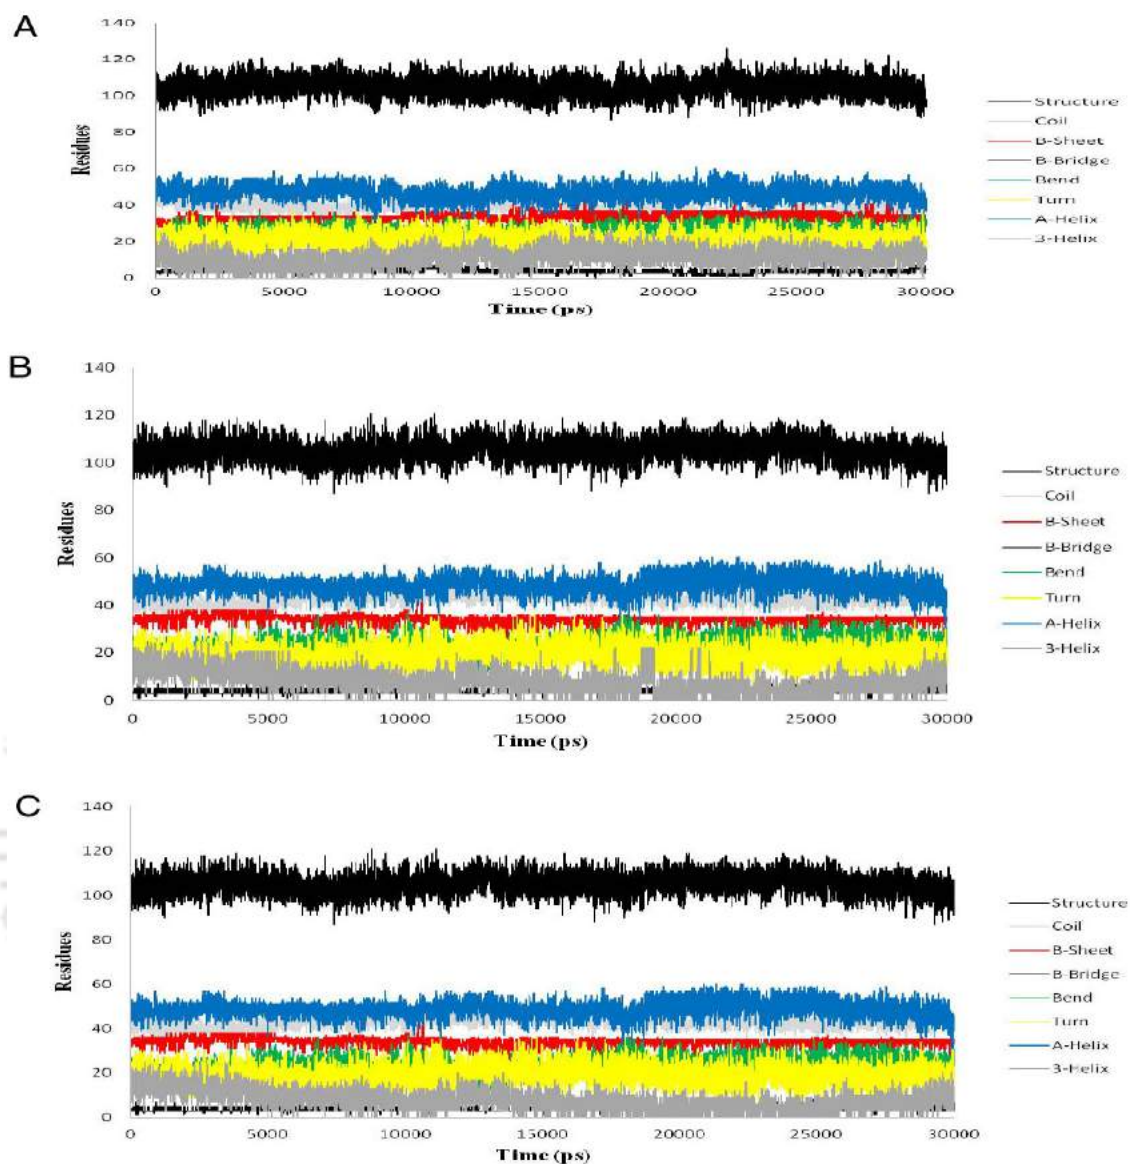 A
140
120
100
80
60
40
20
0
Residues
0 5000 10000 15000 20000 25000 30000
Time (ps)
Structure
Coil
B-Sheet
B-Bridge
Bend
Turn
A-Helix
3-Helix
B
140
120
100
80
60
40
20
0
Residues
0 5000 10000 15000 20000 25000 30000
Time (ps)
Structure
Coil
B-Sheet
B-Bridge
Bend
Turn
A-Helix
3-Helix
C
140
120
100
80
60
40
20
0
Residues
0 5000 10000 15000 20000 25000 30000
Time (ps)
Structure
Coil
B-Sheet
B-Bridge
Bend
Turn
A-Helix
3-Helix